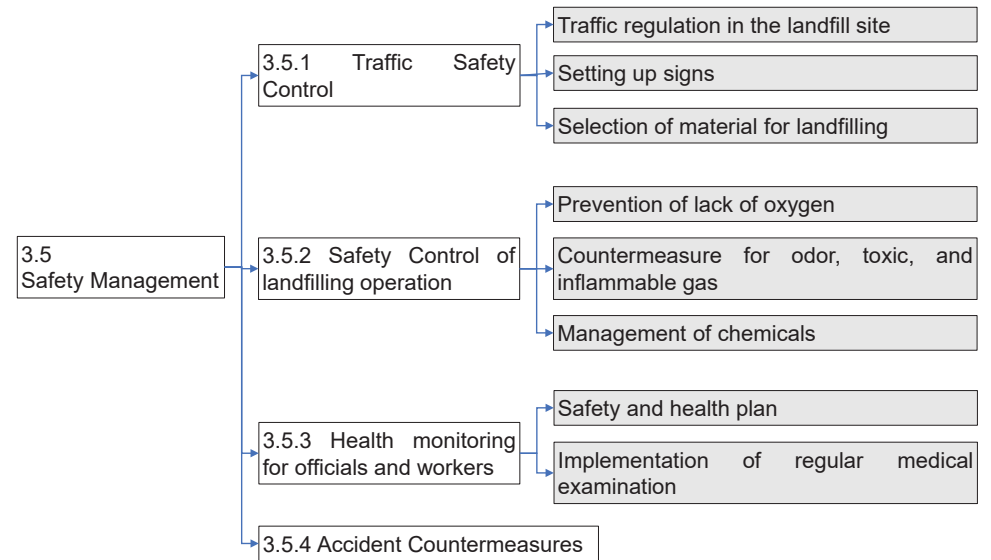 3.5
Safety Management
3.5.1 Traffic Safety
Control
Traffic regulation in the landfill site
Setting up signs
Selection of material for landfilling
3.5.2 Safety Control of
landfilling operation
Prevention of lack of oxygen
Countermeasure for odor, toxic, and
inflammable gas
Management of chemicals
3.5.3 Health monitoring
for officials and workers
Safety and health plan
Implementation of regular medical
examination
3.5.4 Accident Countermeasures